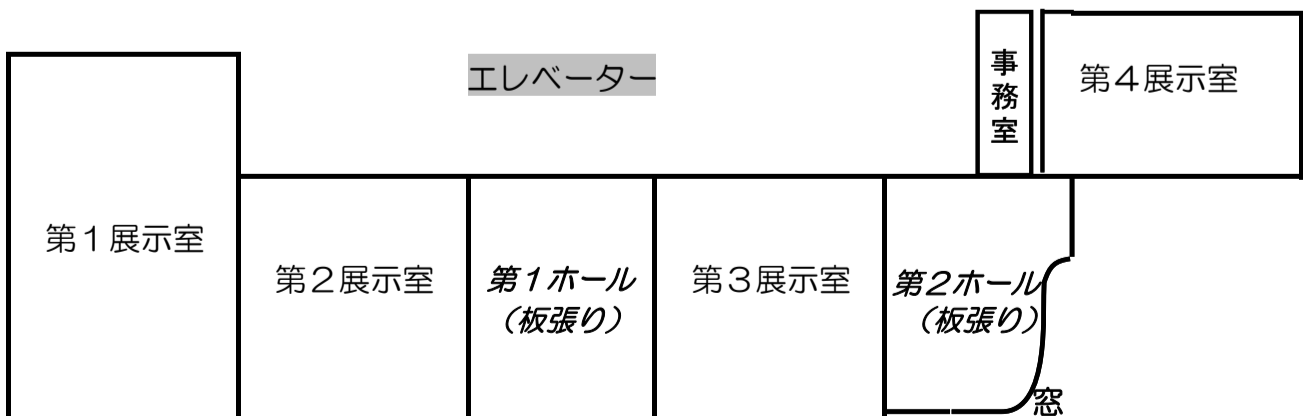 エレベーター
事務室
第４展示室
第１展示室
第２展示室
第１ホール
（板張り）
第３展示室
第２ホール
（板張り）
窓